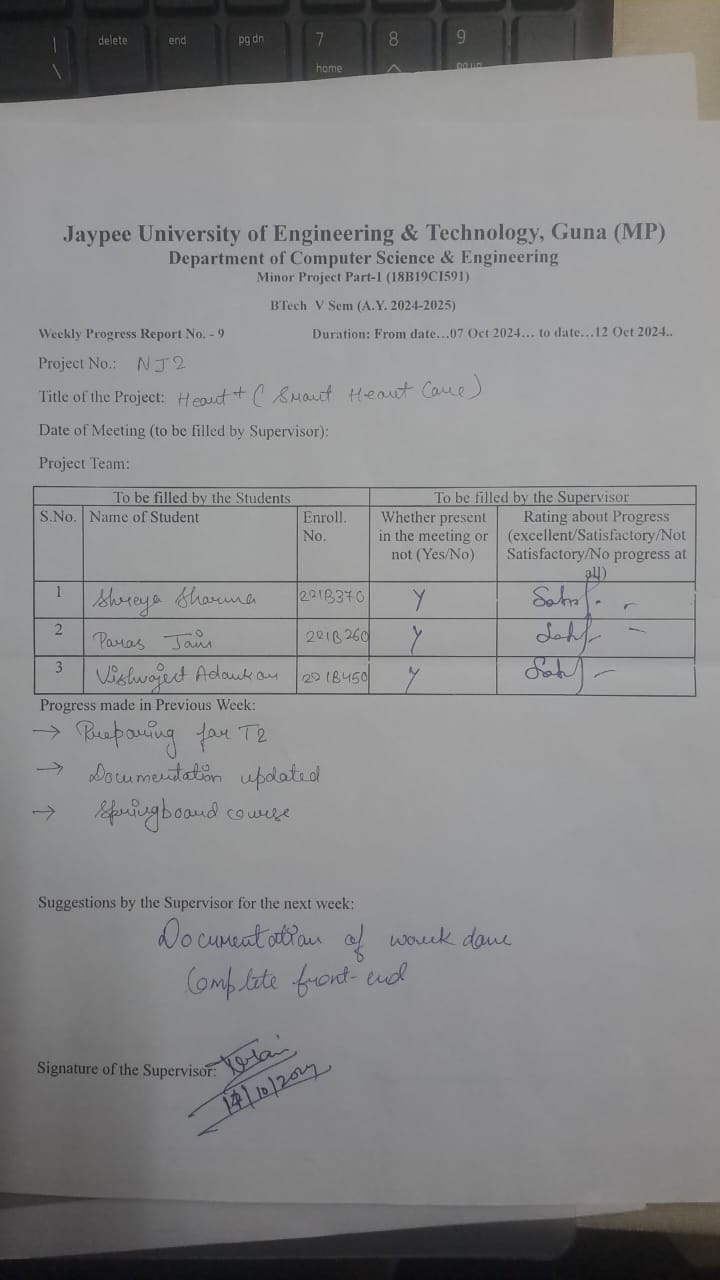 delete end pg dn 7 8 9
home
\
Jaypee University of Engineering & Technology, Guna (MP)
Department of Computer Science & Engineering
Minor Project Part-I (18B19CI591)
BTech V Sem (A.Y. 2024-2025)
Weekly Progress Report No. - 9 Duration: From date...07 Oct 2024... to date...12 Oct 2024..
Project No.: NJ2
Title of the Project: Heart + (Smart Heart Care)
Date of Meeting (to be filled by Supervisor):
Project Team:
To be filled by the Students To be filled by the Supervisor
S.No. Name of Student Enroll. No. Whether present in the meeting or not (Yes/No) Rating about Progress (excellent/Satisfactory/Not Satisfactory/No progress at all)
1 Shreya Sharma 221B370 Y Satisf.
2 Paras Jain 221B260 Y Satisf
3 Vishwajeet 221B450 Y Satisf
Progress made in Previous Week:
→ Preparing for T2
→ Documentation updated
→ Springboard course
Suggestions by the Supervisor for the next week:
Documentation of work done
Complete front-end
Signature of the Supervisor:
14/10/2024